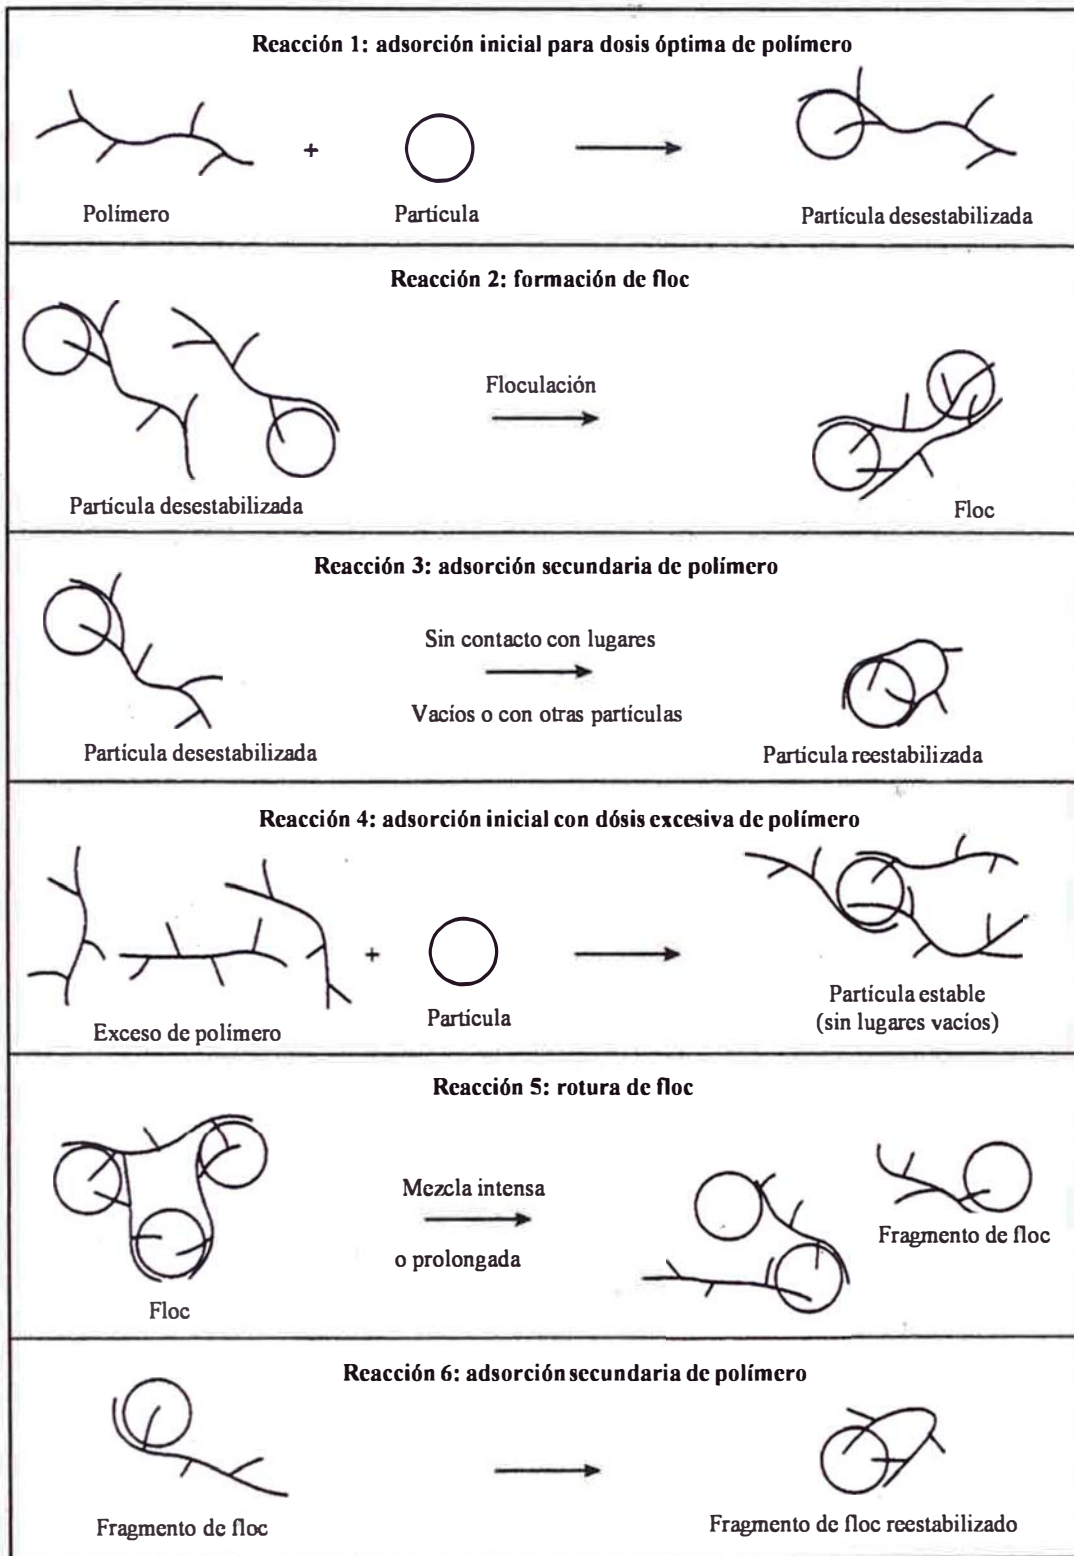 Reacción 1: adsorción inicial para dosis óptima de polímero
+
Polímero
Partícula
Partícula desestabilizada
Reacción 2: formación de floc
Floculación
Partícula desestabilizada
Floc
Reacción 3: adsorción secundaria de polímero
Sin contacto con lugares
Vacíos o con otras partículas
Partícula desestabilizada
Partícula reestabilizada
Reacción 4: adsorción inicial con dósis excesiva de polímero
+
Exceso de polímero
Partícula
Partícula estable
(sin lugares vacíos)
Reacción 5: rotura de floc
Mezcla intensa
o prolongada
Floc
Fragmento de floc
Reacción 6: adsorción secundaria de polímero
Fragmento de floc
Fragmento de floc reestabilizado